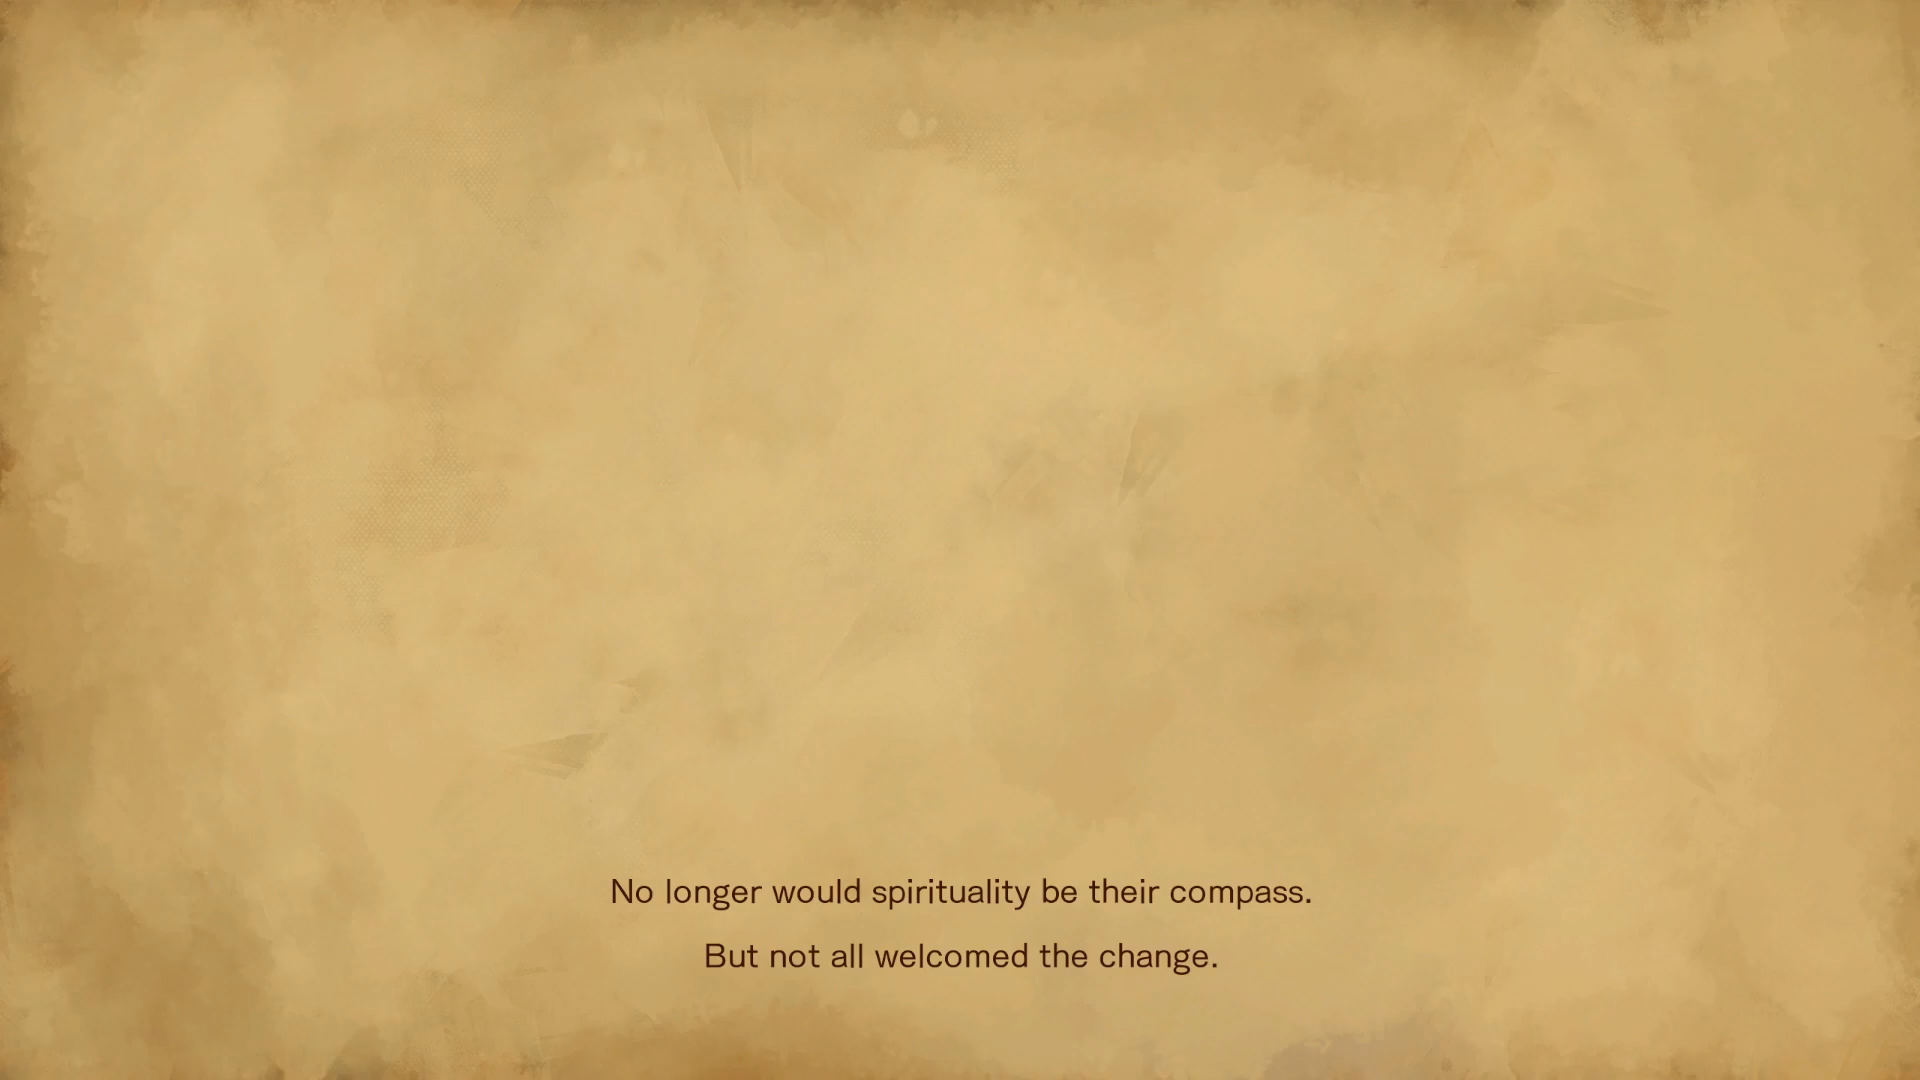 No longer would spirituality be their compass.
But not all welcomed the change.